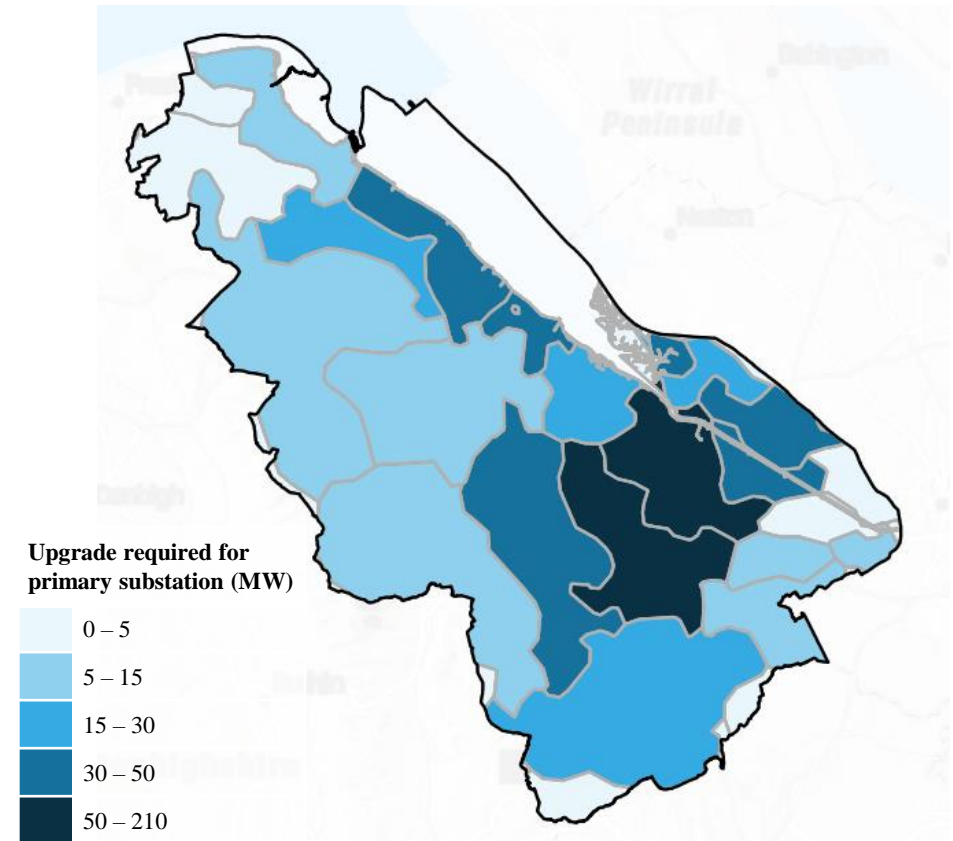 Wirral
Peninsula
Neston
Denbigh
Upgrade required for
primary substation (MW)
0 – 5
5 – 15
15 – 30
30 – 50
50 – 210